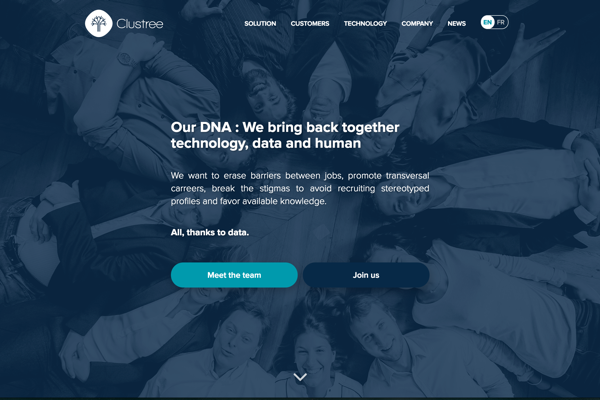 Clustree
SOLUTION CUSTOMERS TECHNOLOGY COMPANY NEWS EN FR
Our DNA : We bring back together
technology, data and human
We want to erase barriers between jobs, promote transversal
carreers, break the stigmas to avoid recruiting stereotyped
profiles and favor available knowledge.
All, thanks to data.
Meet the team Join us